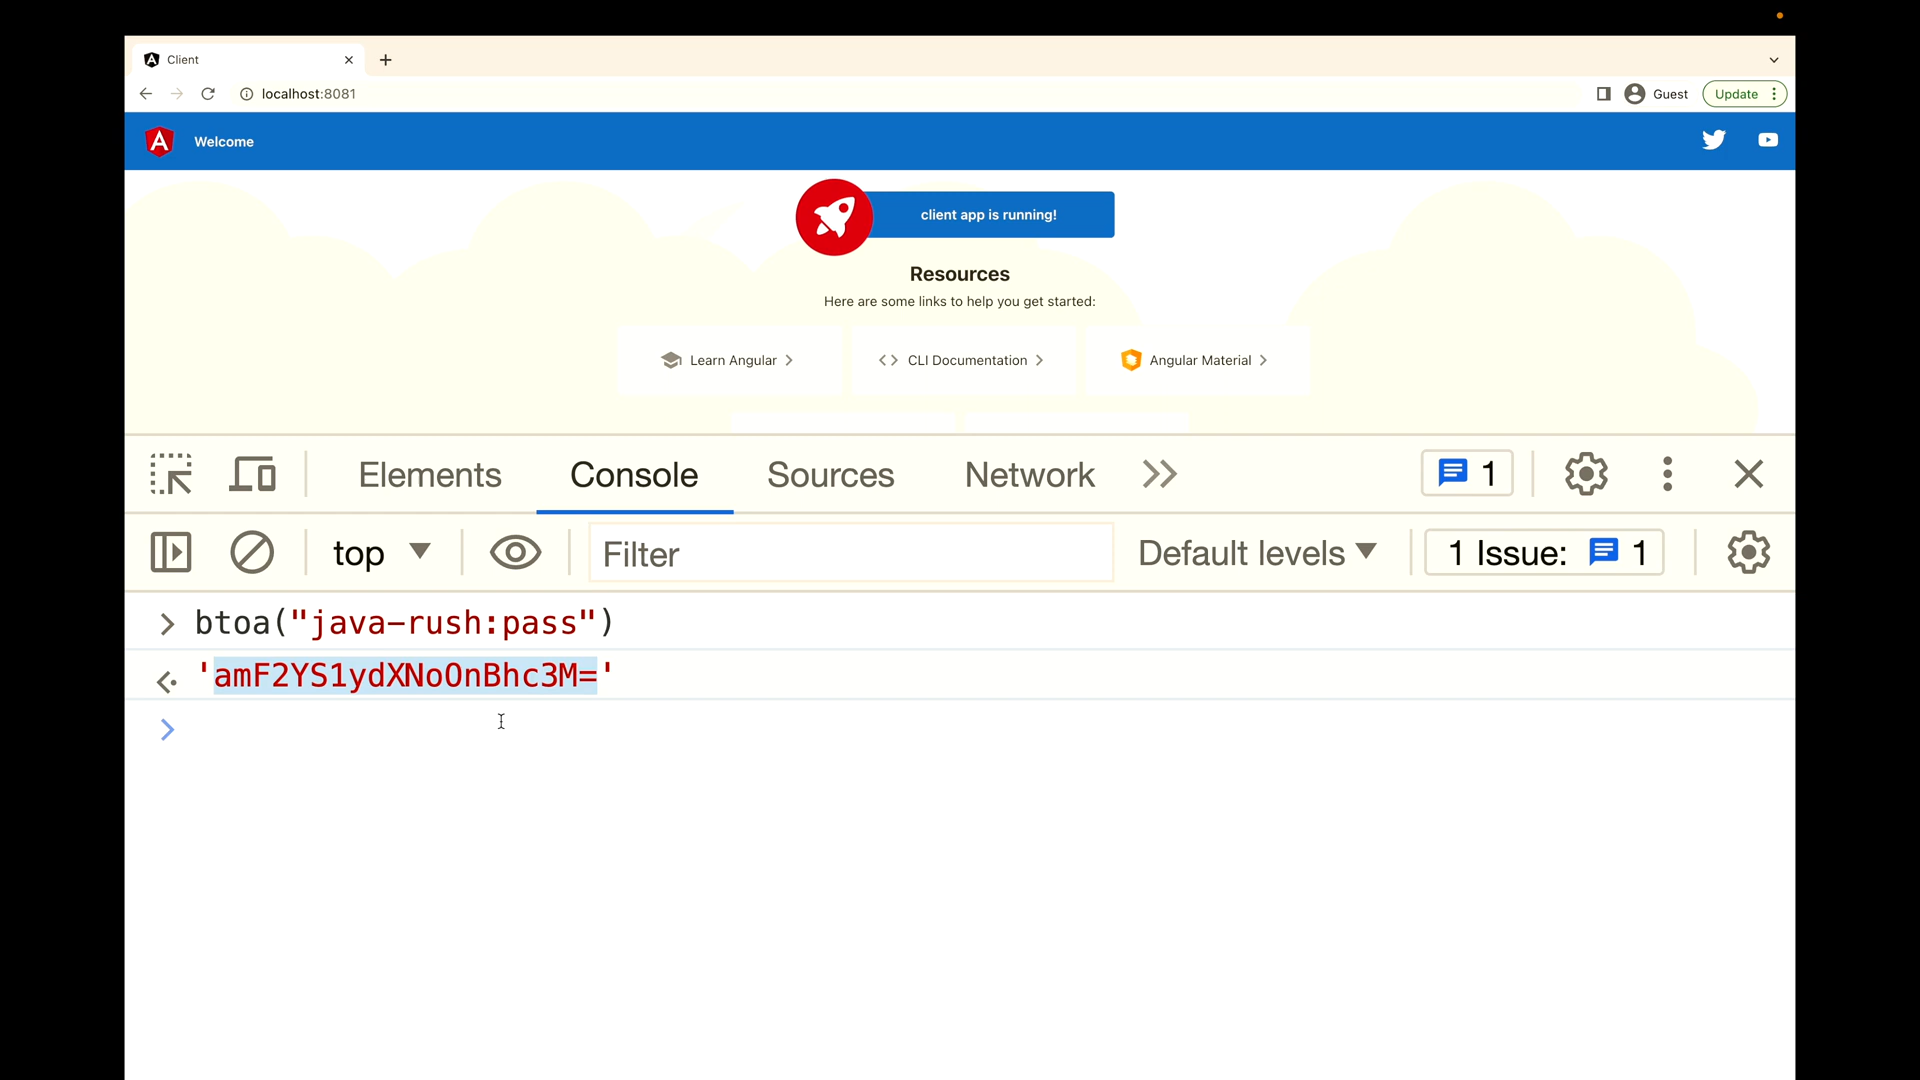 Client
localhost:8081
Guest
Update
Welcome
client app is running!
Resources
Here are some links to help you get started:
Learn Angular
CLI Documentation
Angular Material
Elements
Console
Sources
Network
1
top
Filter
Default levels
1 Issue:
1
btoa("java-rush:pass")
'amF2YS1ydXNoOnBhc3M='